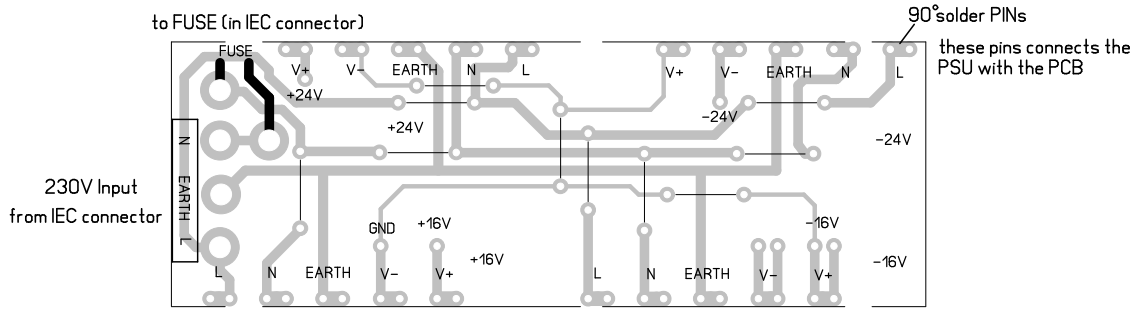 to FUSE (in IEC connector)
90°solder PINs
these pins connects the
PSU with the PCB
FUSE
V+ V- EARTH N L V+ V- EARTH N L
+24V
-24V
+24V
-24V
N
EARTH
L
230V Input
from IEC connector
GND
+16V
-16V
+16V
-16V
L N EARTH V- V+ L N EARTH V- V+